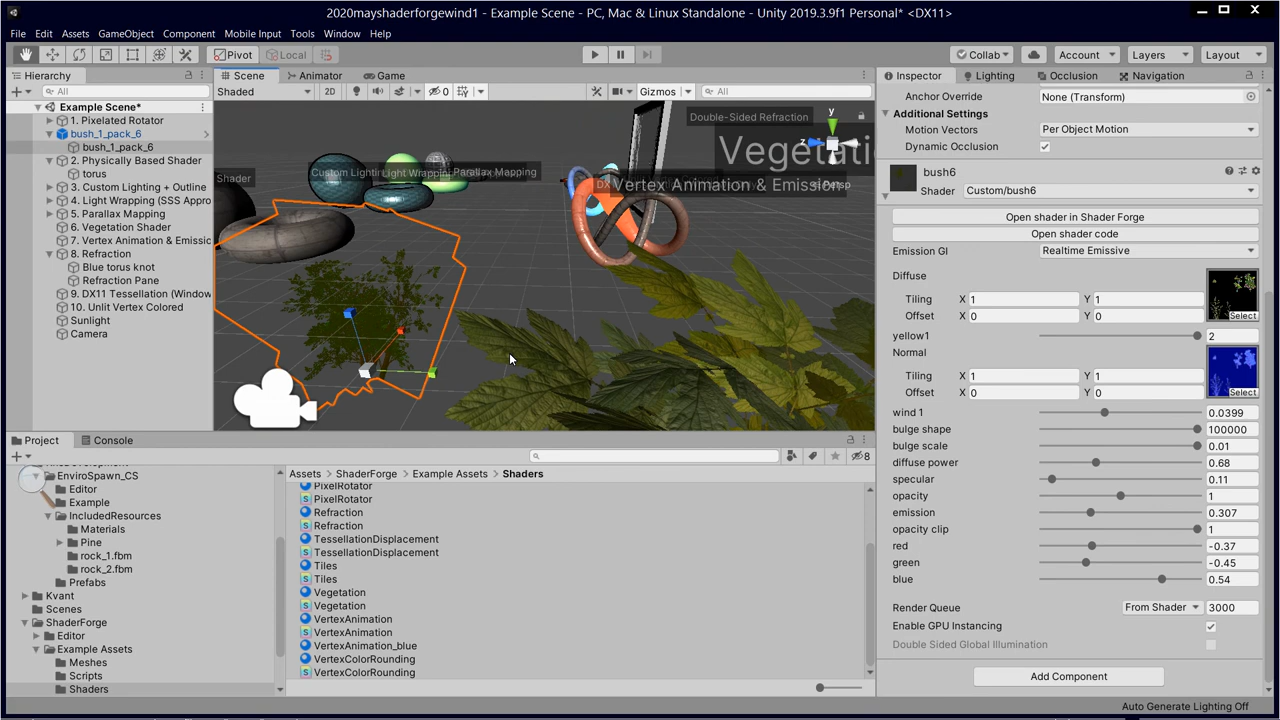 2020mayshaderforgewind1 - Example Scene - PC, Mac & Linux Standalone - Unity 2019.3.9f1 Personal* <DX11>
File Edit Assets GameObject Component Mobile Input Tools Window Help
Pivot Local Collab Account Layers Layout
Hierarchy
All
Example Scene*
1. Pixelated Rotator
bush_1_pack_6
bush_1_pack_6
2. Physically Based Shader
torus
3. Custom Lighting + Outline
4. Light Wrapping (SSS Appro
5. Parallax Mapping
6. Vegetation Shader
7. Vertex Animation & Emissic
8. Refraction
Blue torus knot
Refraction Pane
9. DX11 Tessellation (Window
10. Unlit Vertex Colored
Sunlight
Camera
Scene Animator Game
Shaded 2D 0 Gizmos All
Double-Sided Refraction
y
z
Persp
Vegetati
Shader
Custom Lighti
Light Wrappi
Parallax Mapping
DX
Vertex Animation & Emissi
Project Console
8
EnviroSpawn_CS
Editor
Example
IncludedResources
Materials
Pine
rock_1.fbm
rock_2.fbm
Prefabs
Kvant
Scenes
ShaderForge
Editor
Example Assets
Meshes
Scripts
Shaders
Assets > ShaderForge > Example Assets > Shaders
PixelRotator
PixelRotator
Refraction
Refraction
TessellationDisplacement
TessellationDisplacement
Tiles
Tiles
Vegetation
Vegetation
VertexAnimation
VertexAnimation
VertexAnimation_blue
VertexColorRounding
VertexColorRounding
Inspector Lighting Occlusion Navigation
Anchor Override None (Transform)
Additional Settings
Motion Vectors Per Object Motion
Dynamic Occlusion
bush6
Shader Custom/bush6
Open shader in Shader Forge
Open shader code
Emission GI Realtime Emissive
Diffuse
Tiling X 1 Y 1
Offset X 0 Y 0
Select
yellow1 2
Normal
Tiling X 1 Y 1
Offset X 0 Y 0
Select
wind 1 0.0399
bulge shape 100000
bulge scale 0.01
diffuse power 0.68
specular 0.11
opacity 1
emission 0.307
opacity clip 1
red -0.37
green -0.45
blue 0.54
Render Queue From Shader 3000
Enable GPU Instancing
Double Sided Global Illumination
Add Component
Auto Generate Lighting Off